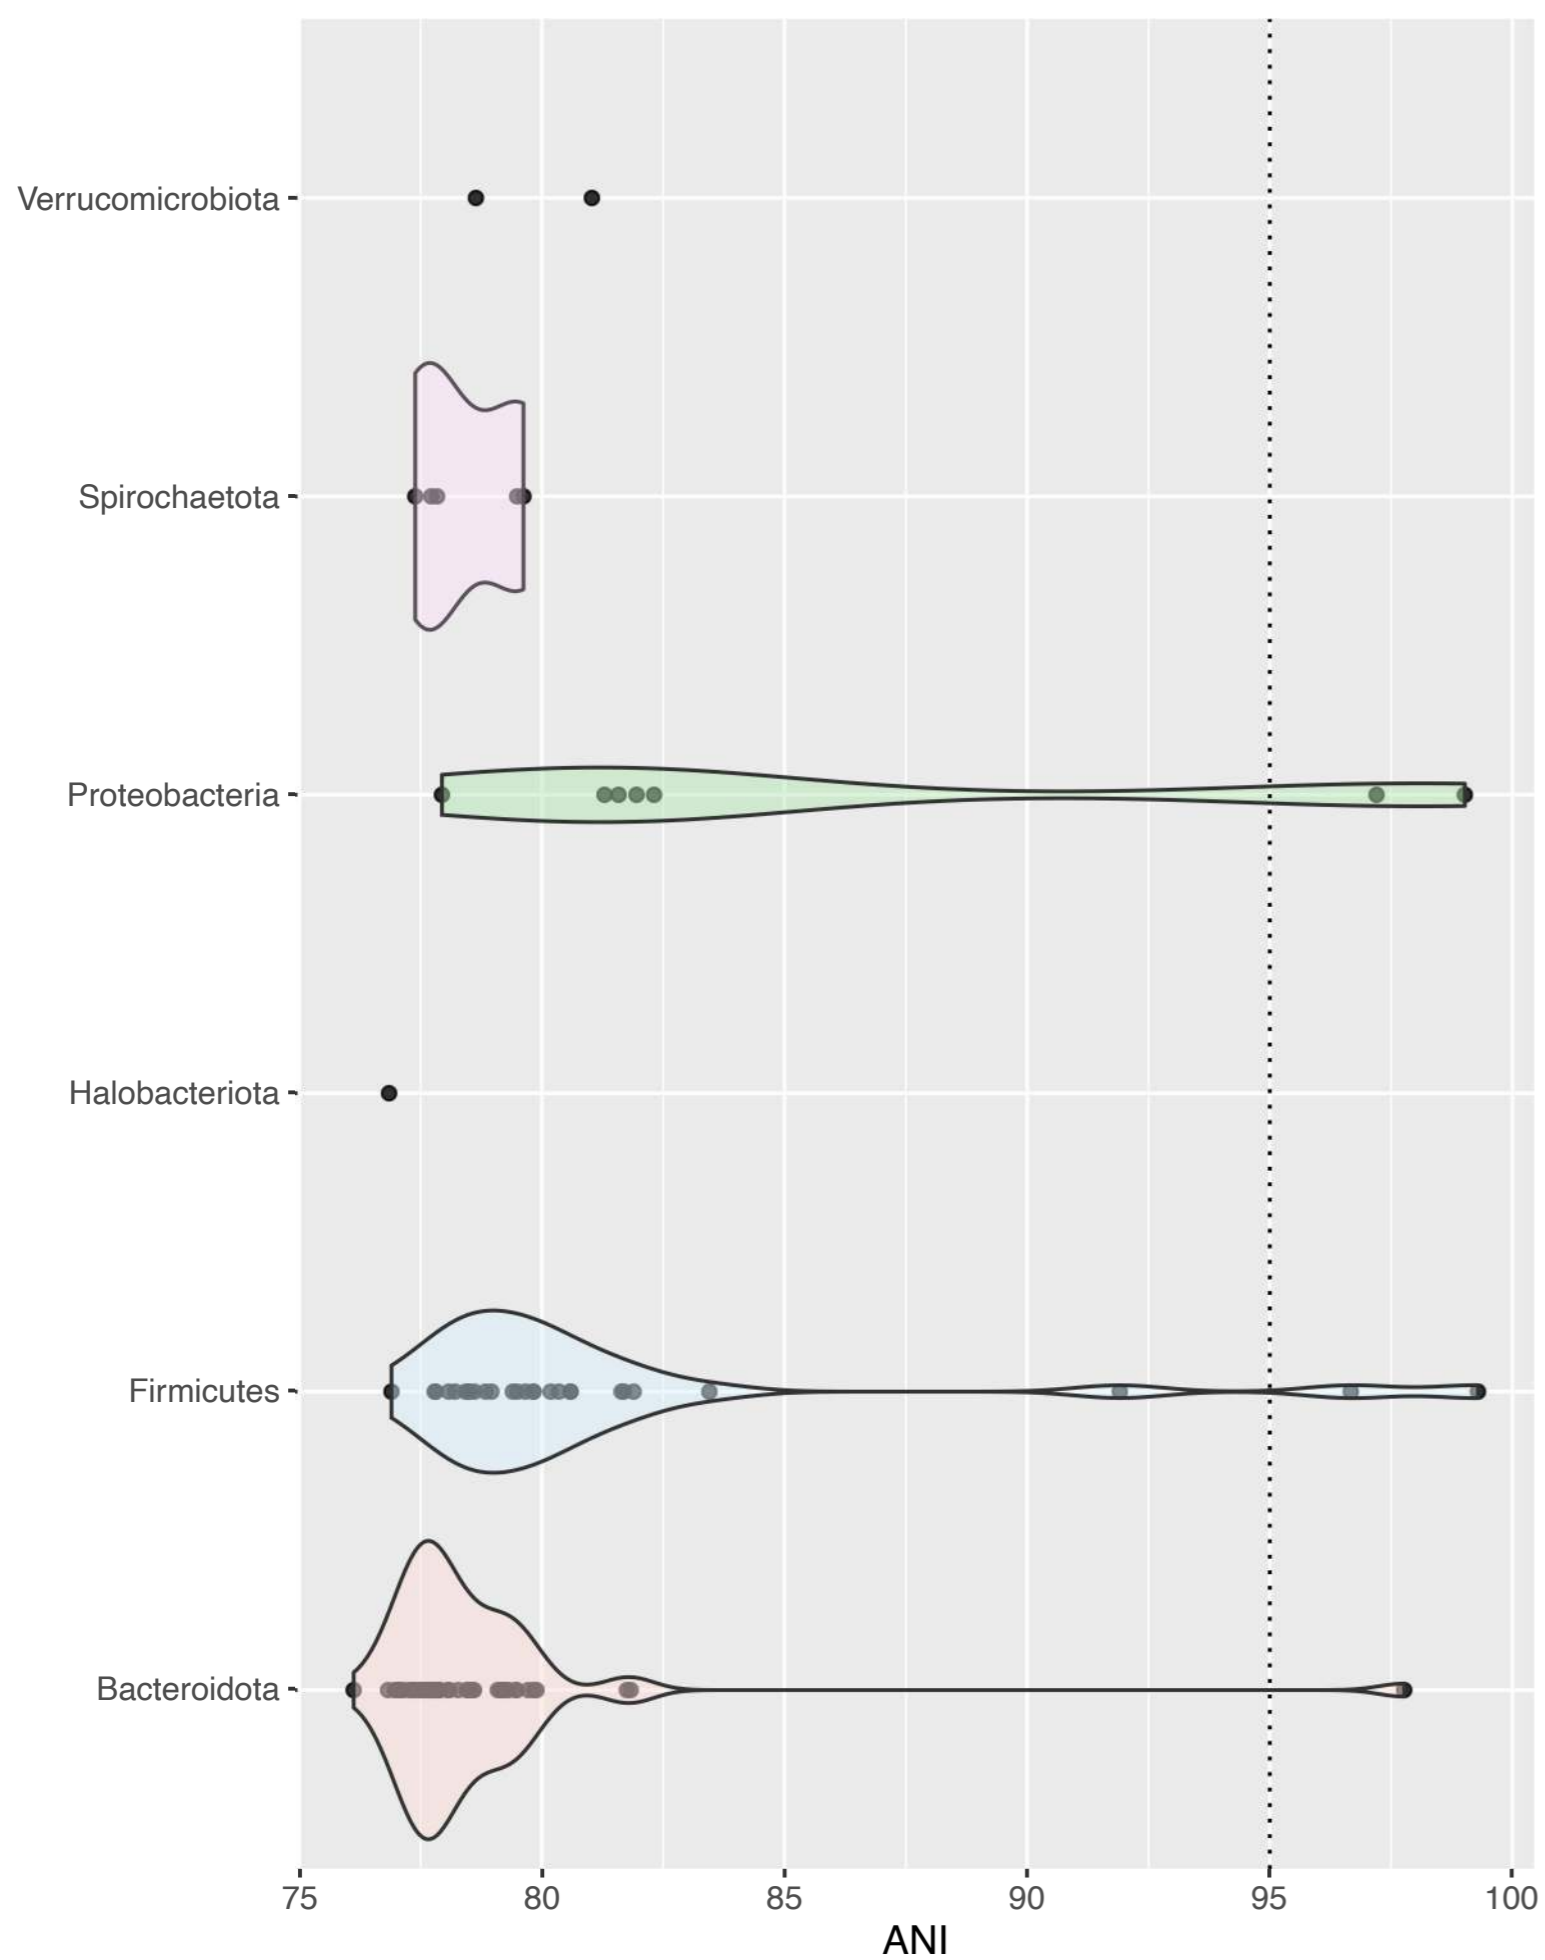 Verrucomicrobiota
Spirochaetota
Proteobacteria
Halobacteriota
Firmicutes
Bacteroidota
75 80 85 90 95 100
ANI